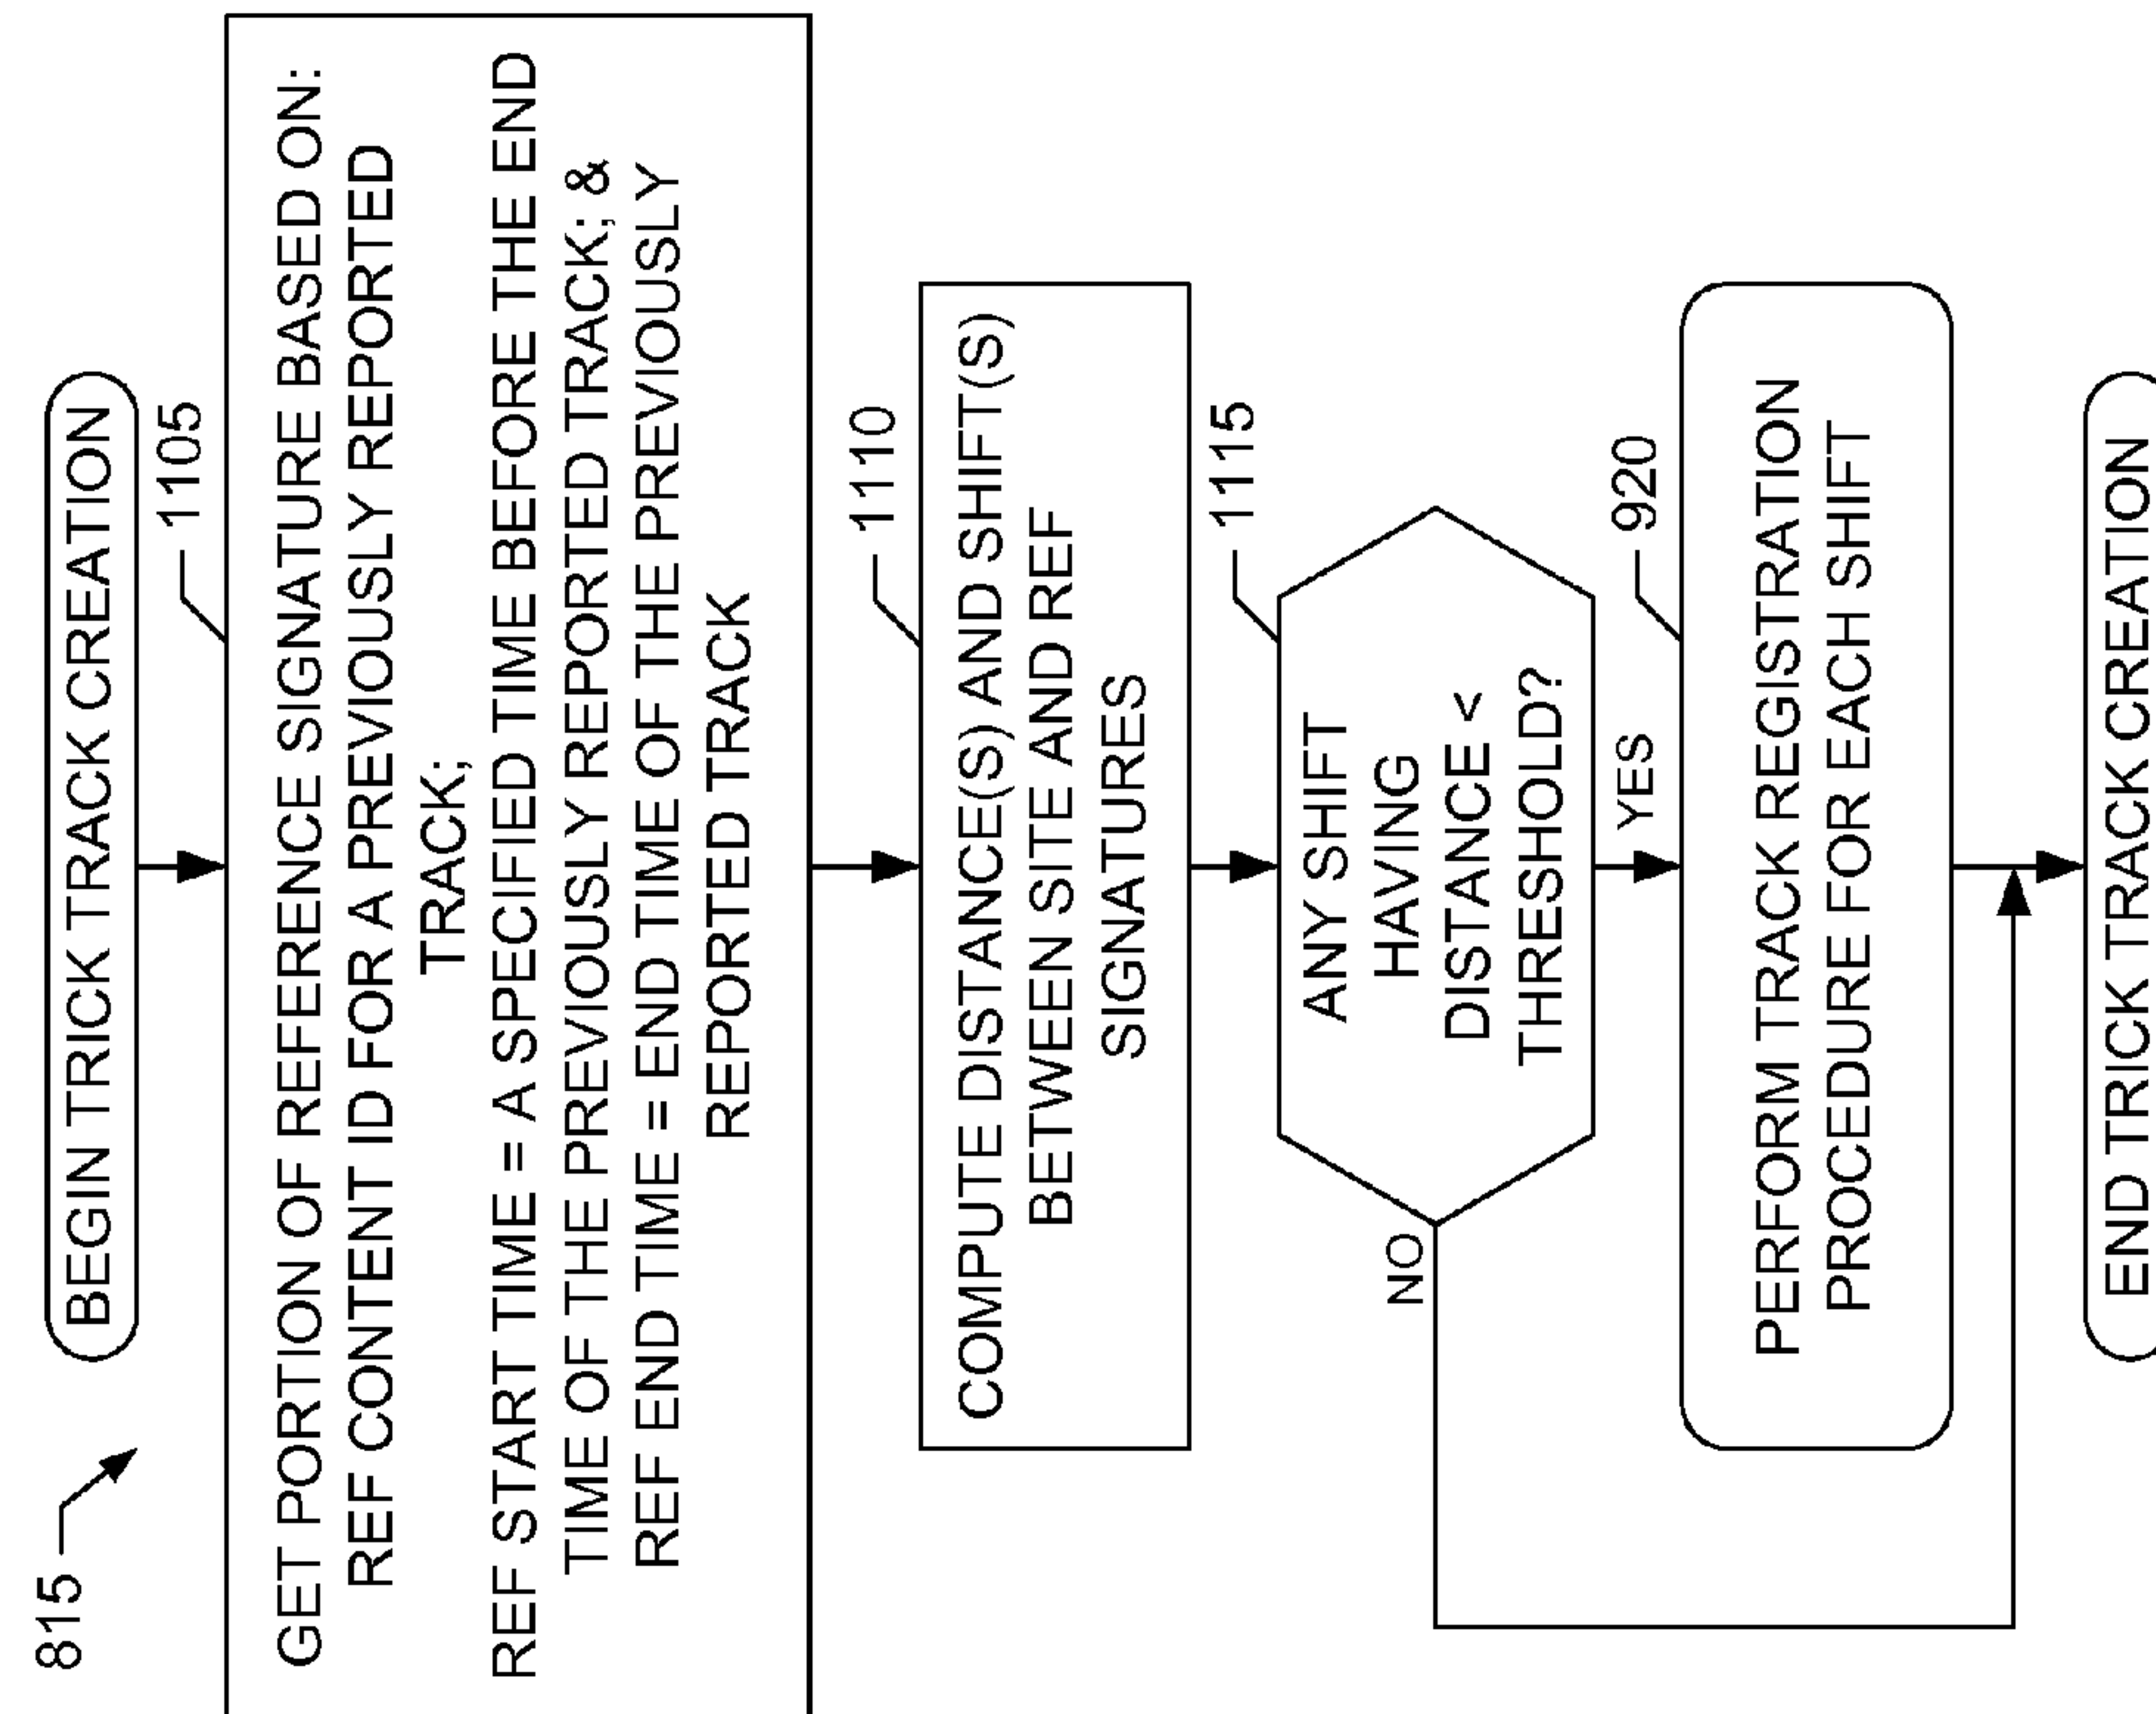 815
BEGIN TRICK TRACK CREATION
1105
GET PORTION OF REFERENCE SIGNATURE BASED ON:
REF CONTENT ID FOR A PREVIOUSLY REPORTED
TRACK;
REF START TIME = A SPECIFIED TIME BEFORE THE END
TIME OF THE PREVIOUSLY REPORTED TRACK; &
REF END TIME = END TIME OF THE PREVIOUSLY
REPORTED TRACK
1110
COMPUTE DISTANCE(S) AND SHIFT(S)
BETWEEN SITE AND REF
SIGNATURES
1115
ANY SHIFT
HAVING
DISTANCE <
THRESHOLD?
NO
YES
920
PERFORM TRACK REGISTRATION
PROCEDURE FOR EACH SHIFT
END TRICK TRACK CREATION